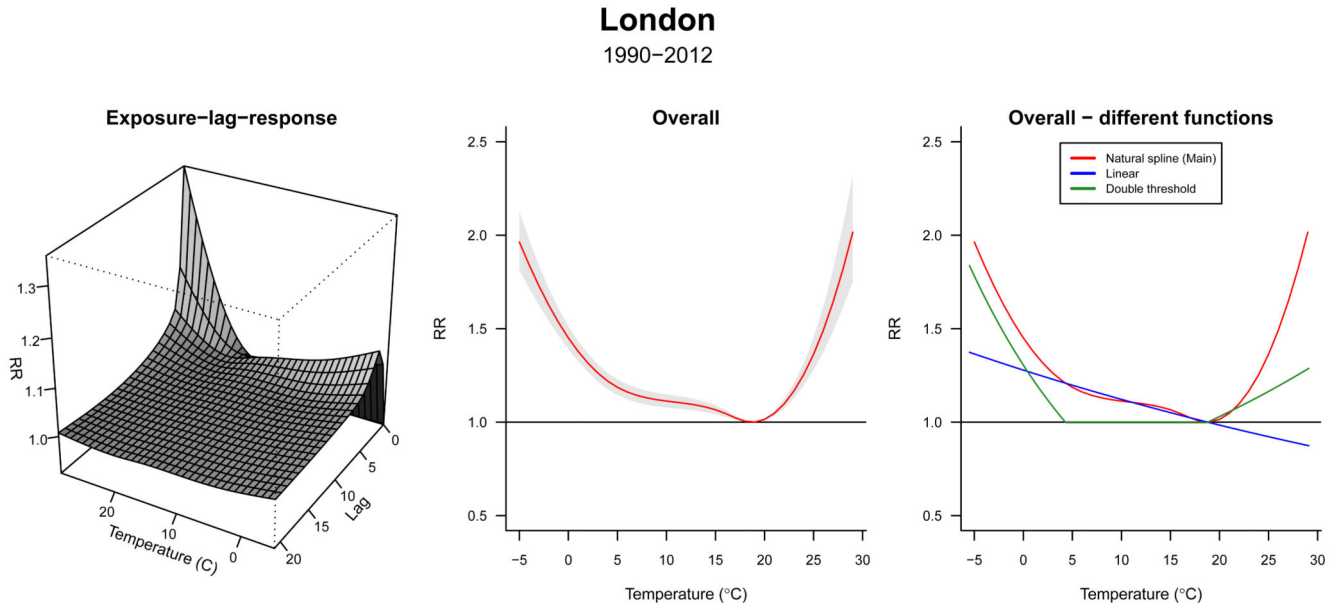 London
1990−2012
Exposure−lag−response
1.3
1.2
1.1
1.0
RR
20
10
0
Temperature (C)
0
5
10
15
20
Lag
Overall
2.5
2.0
1.5
1.0
0.5
RR
−5 0 5 10 15 20 25 30
Temperature (°C)
Overall − different functions
Natural spline (Main)
Linear
Double threshold
2.5
2.0
1.5
1.0
0.5
RR
−5 0 5 10 15 20 25 30
Temperature (°C)